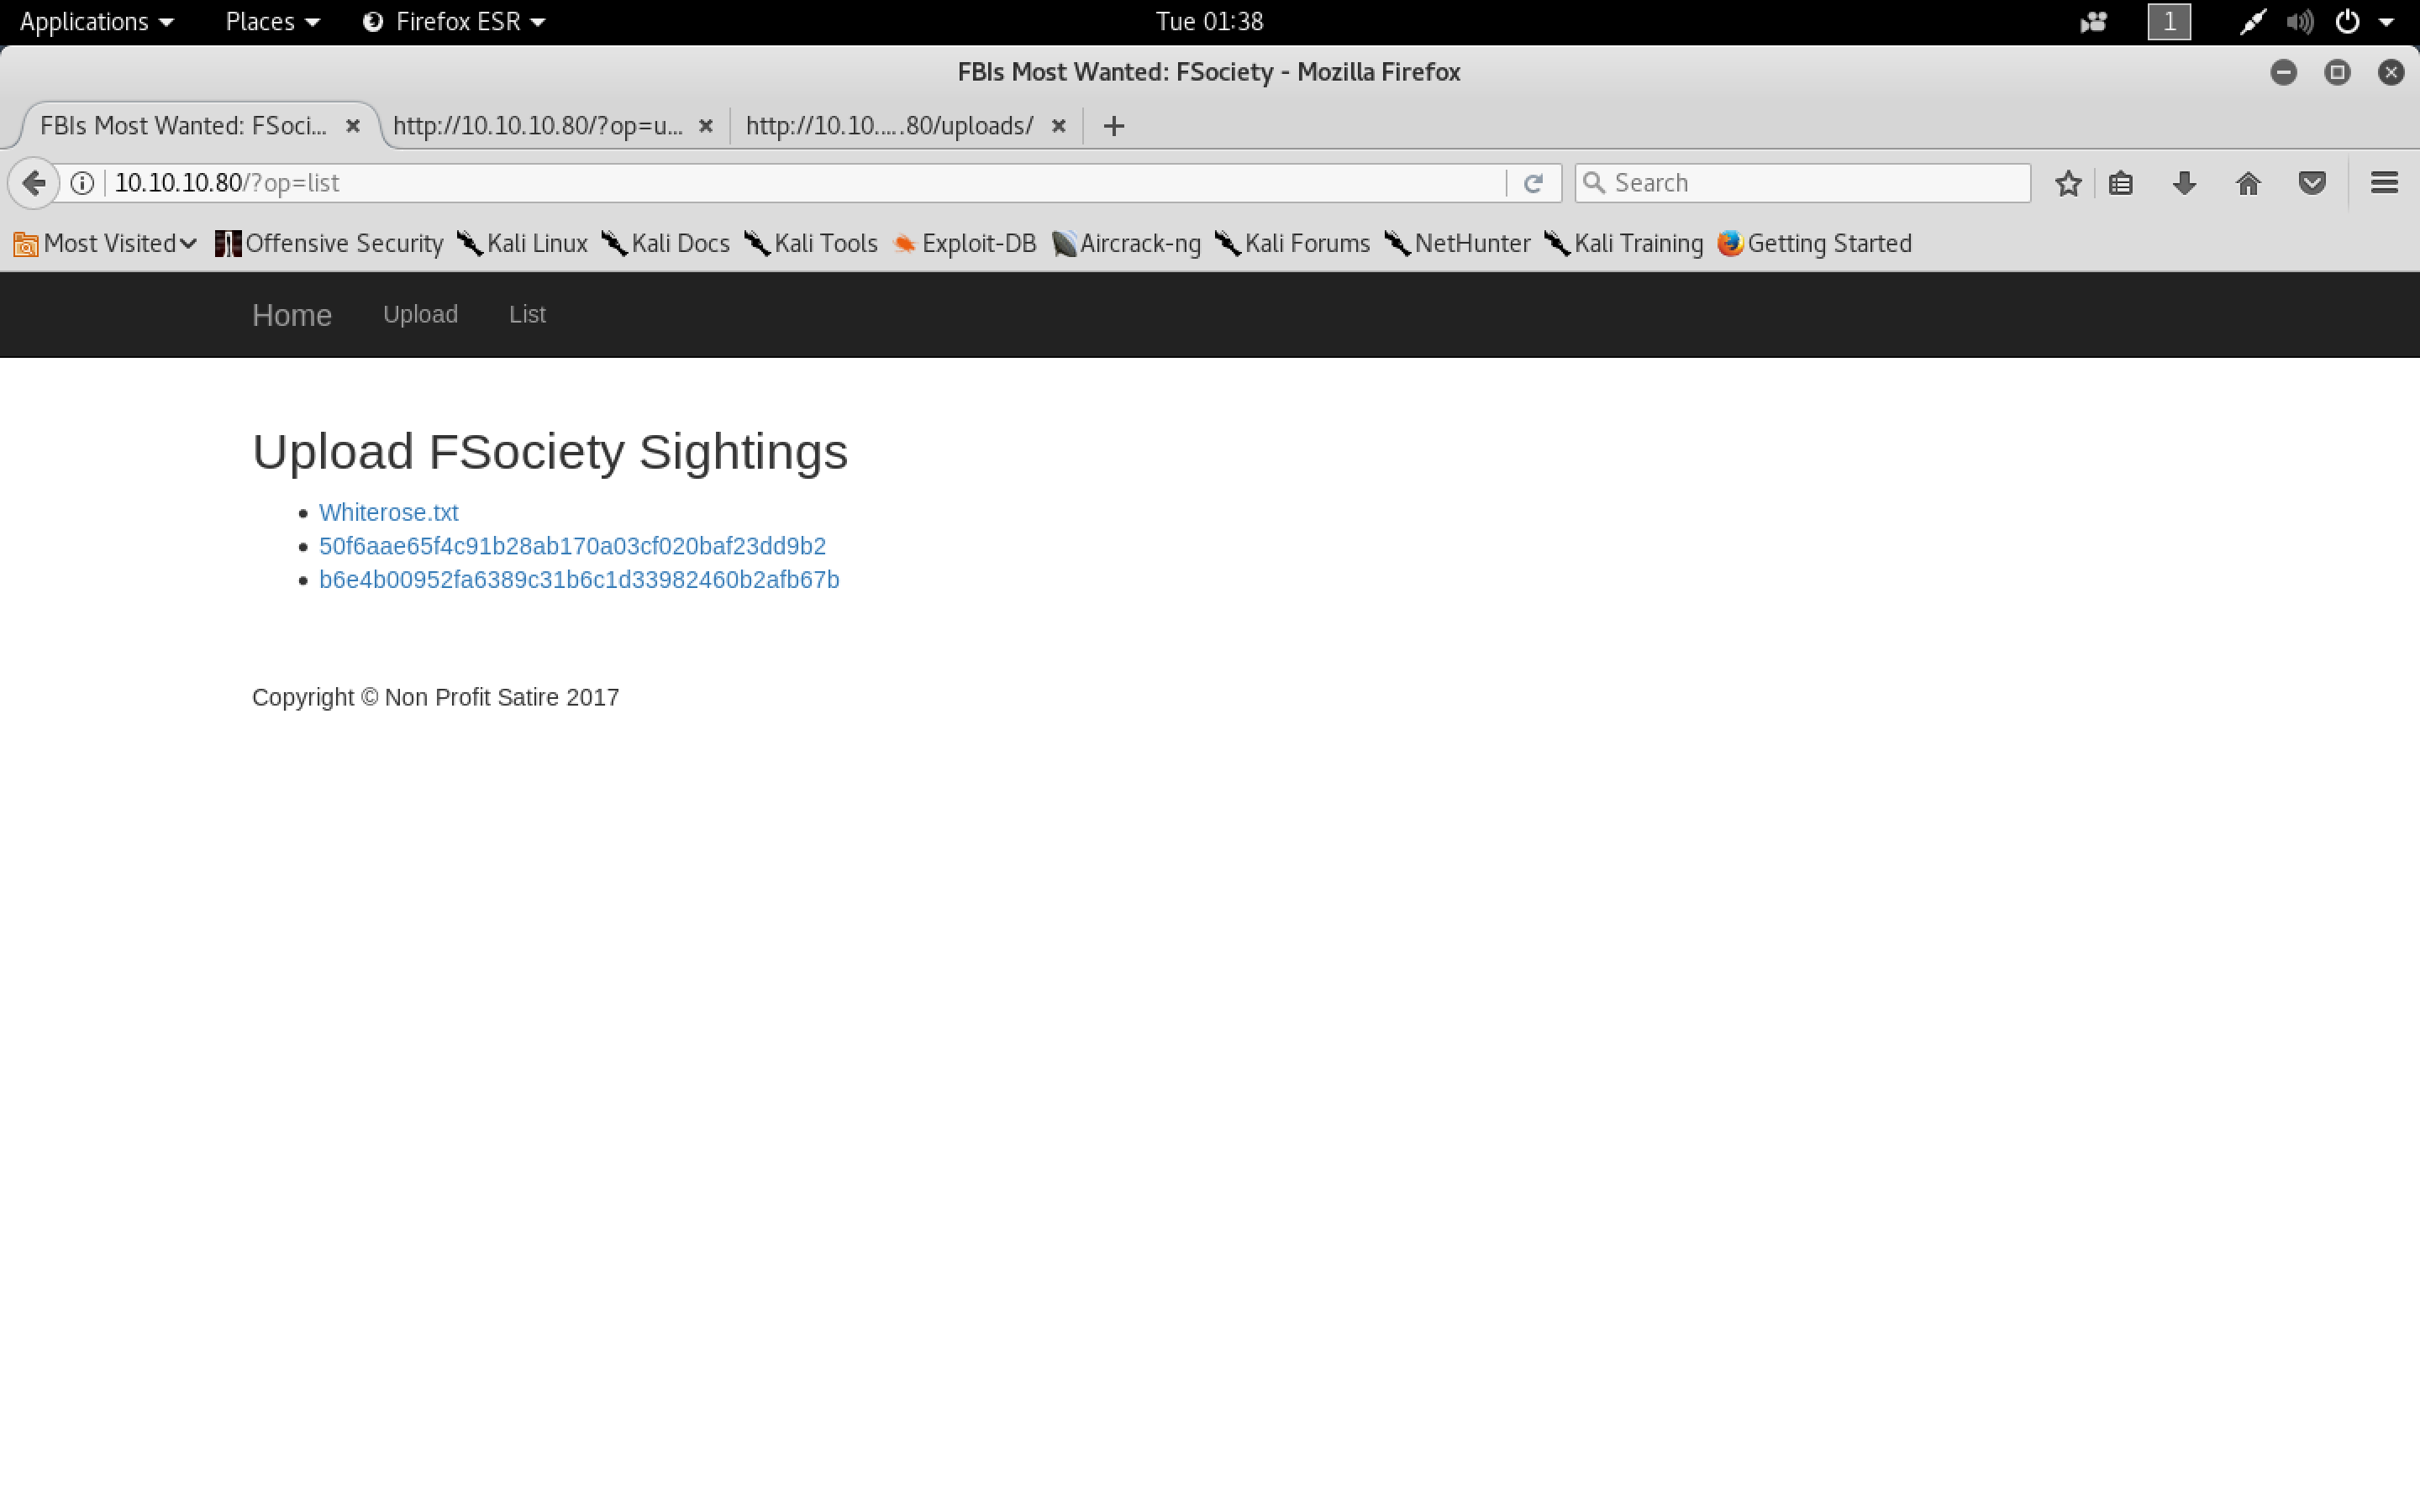 Applications Places Firefox ESR Tue 01:38 1
FBIs Most Wanted: FSociety - Mozilla Firefox
FBIs Most Wanted: FSoci... http://10.10.10.80/?op=u... http://10.10.....80/uploads/
10.10.10.80/?op=list Search
Most Visited Offensive Security Kali Linux Kali Docs Kali Tools Exploit-DB Aircrack-ng Kali Forums NetHunter Kali Training Getting Started
Home Upload List
Upload FSociety Sightings
Whiterose.txt
50f6aae65f4c91b28ab170a03cf020baf23dd9b2
b6e4b00952fa6389c31b6c1d33982460b2afb67b
Copyright © Non Profit Satire 2017